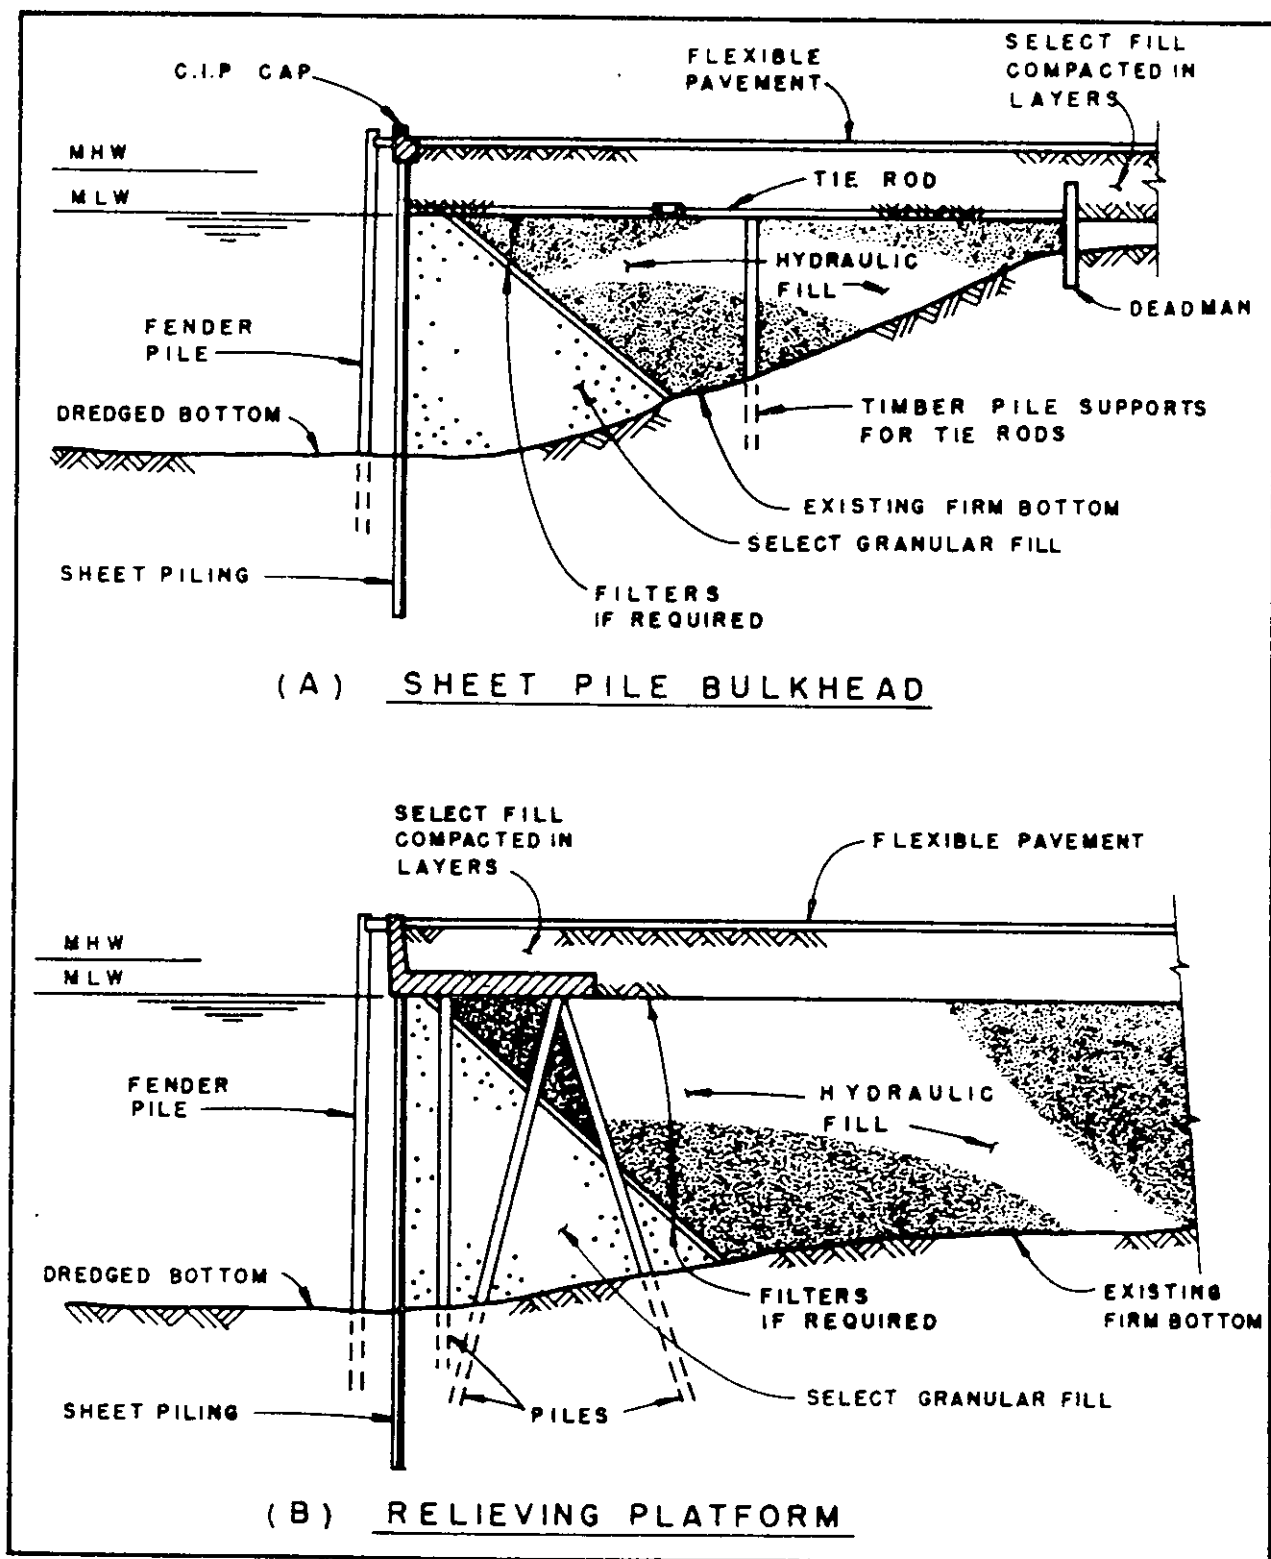 C.I.P CAP
FLEXIBLE
PAVEMENT
SELECT FILL
COMPACTED IN
LAYERS
MHW
MLW
TIE ROD
HYDRAULIC
FILL
DEADMAN
FENDER
PILE
DREDGED BOTTOM
TIMBER PILE SUPPORTS
FOR TIE RODS
EXISTING FIRM BOTTOM
SELECT GRANULAR FILL
SHEET PILING
FILTERS
IF REQUIRED
(A) SHEET PILE BULKHEAD
SELECT FILL
COMPACTED IN
LAYERS
FLEXIBLE PAVEMENT
MHW
MLW
FENDER
PILE
HYDRAULIC
FILL
DREDGED BOTTOM
FILTERS
IF REQUIRED
EXISTING
FIRM BOTTOM
SELECT GRANULAR FILL
SHEET PILING
PILES
(B) RELIEVING PLATFORM